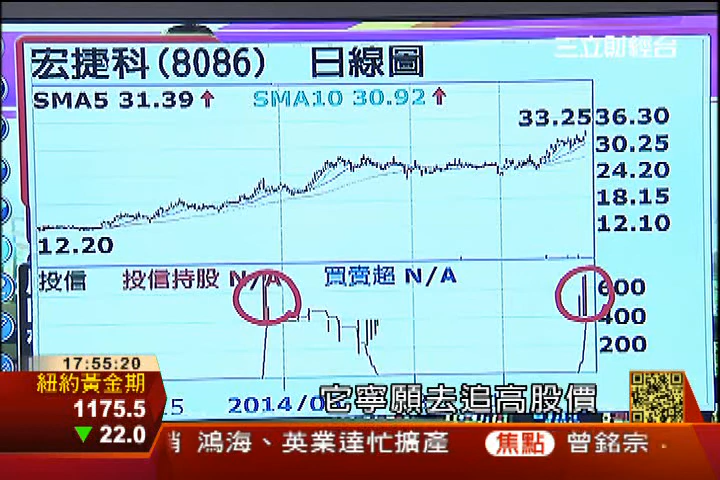 三立財經台
宏捷科(8086) 日線圖
SMA5 31.39↑ SMA10 30.92↑
33.25 36.30
30.25
24.20
18.15
12.10
12.20
投信 投信持股 N/A 買賣超 N/A
600
400
200
17:55:20
紐約黃金期
1175.5
▼ 22.0
5 2014/0
它寧願去追高股價
鴻海、英業達忙擴產 焦點 曾銘宗